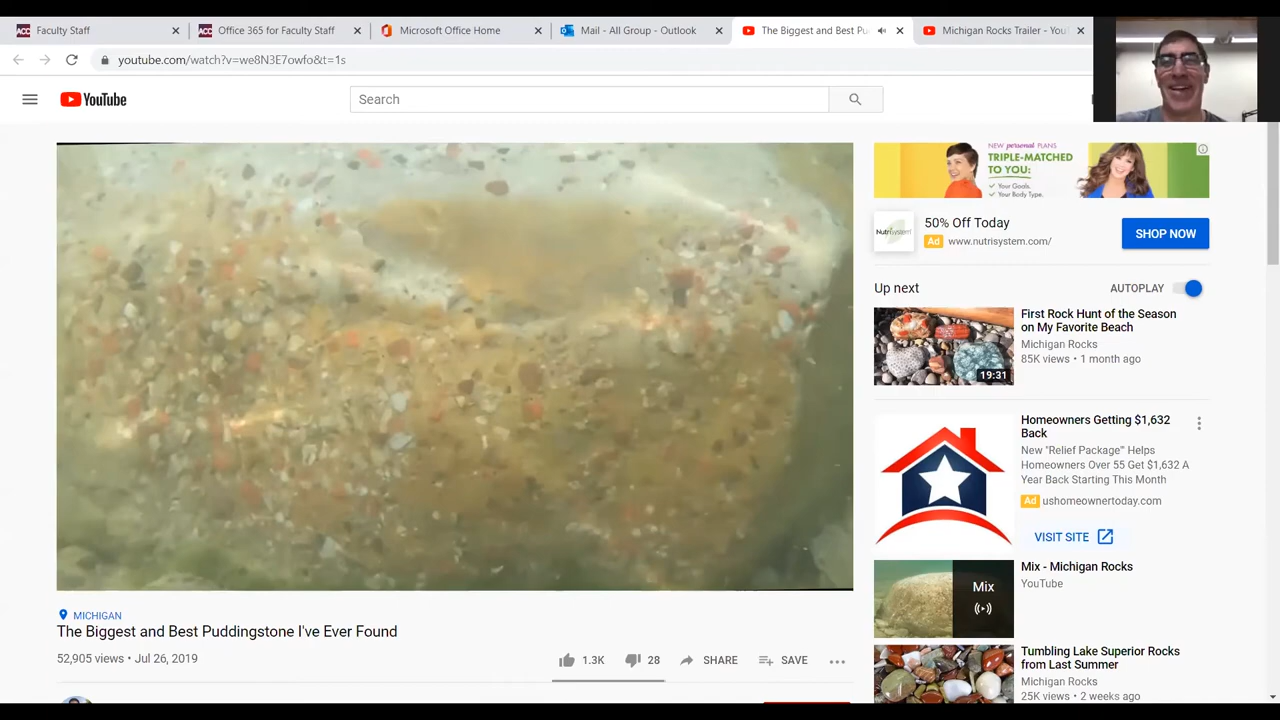 ACC Faculty Staff
ACC Office 365 for Faculty Staff
Microsoft Office Home
Mail - All Group - Outlook
The Biggest and Best Pu
Michigan Rocks Trailer - You
youtube.com/watch?v=we8N3E7owfo&t=1s
YouTube
Search
NEW personal PLANS
TRIPLE-MATCHED
TO YOU:
✓ Your Goals.
✓ Your Body Type.
Nutrisystem
50% Off Today
Ad www.nutrisystem.com/
SHOP NOW
Up next
AUTOPLAY
First Rock Hunt of the Season
on My Favorite Beach
Michigan Rocks
85K views • 1 month ago
19:31
Homeowners Getting $1,632
Back
New "Relief Package" Helps
Homeowners Over 55 Get $1,632 A
Year Back Starting This Month
Ad ushomeownertoday.com
VISIT SITE
Mix
Mix - Michigan Rocks
YouTube
Tumbling Lake Superior Rocks
from Last Summer
Michigan Rocks
25K views • 2 weeks ago
MICHIGAN
The Biggest and Best Puddingstone I've Ever Found
52,905 views • Jul 26, 2019
1.3K
28
SHARE
SAVE